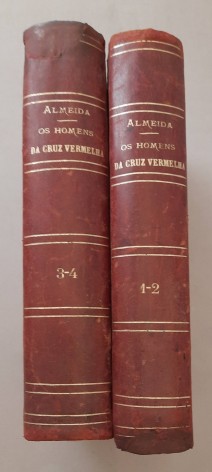 ALMEIDA
OS HOMENS
DA CRUZ VERMELHA
3-4
ALMEIDA
OS HOMENS
DA CRUZ VERMELHA
1-2